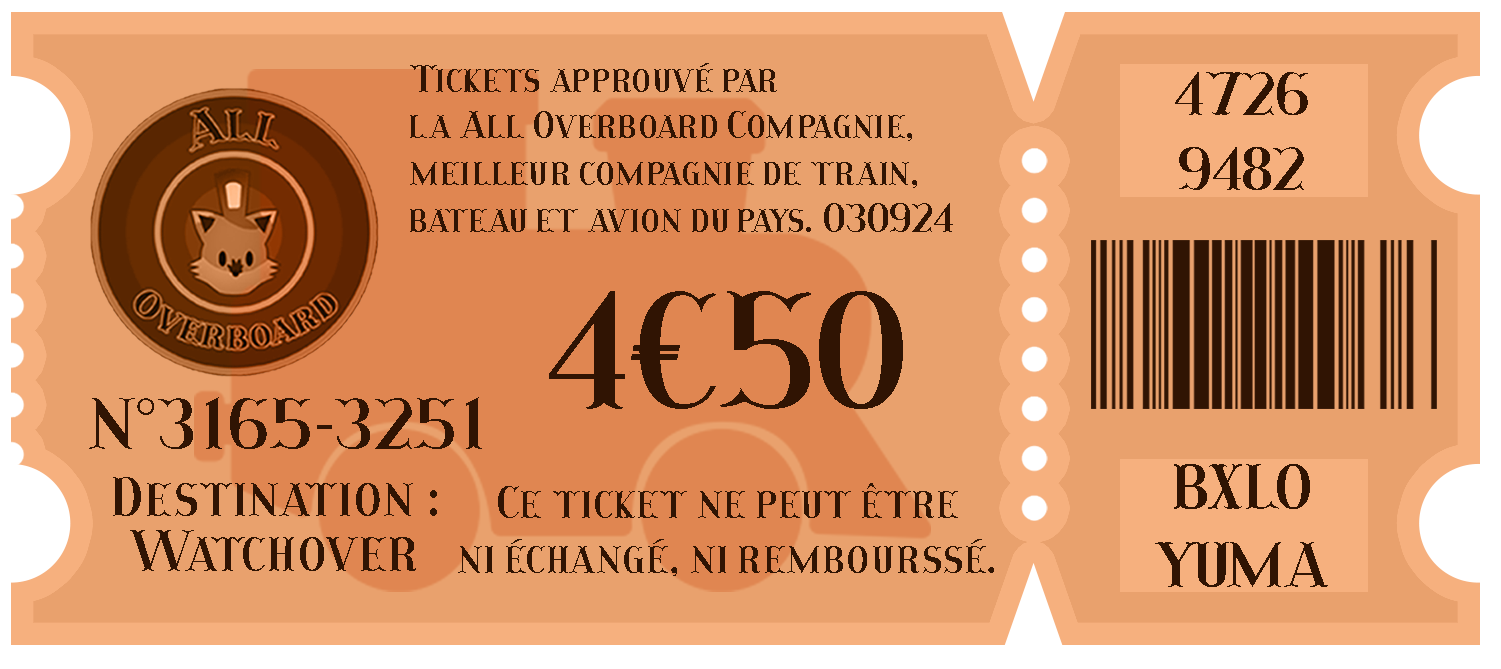 All
Overboard
Tickets approuvé par
la All Overboard Compagnie,
meilleur compagnie de train,
bateau et avion du pays. 030924
4€50
N°3165-3251
Destination :
Watchover
Ce ticket ne peut être
ni échangé, ni rembourssé.
4726
9482
BXLO
YUMA